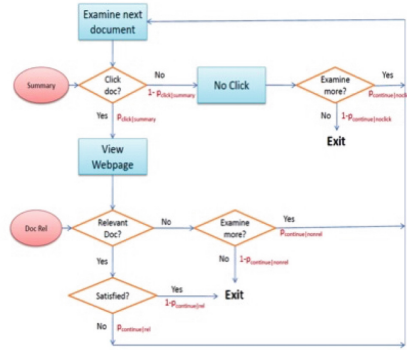 Examine next
document
Summary
Click
doc?
No
1- pclick|summary
No Click
Examine
more?
Yes
pcontinue|noclick
Yes
pclick|summary
No
1-pcontinue|noclick
Exit
View
Webpage
Doc Rel
Relevant
Doc?
No
Examine
more?
Yes
pcontinue|nonrel
Yes
No
1-pcontinue|nonrel
Satisfied?
Yes
1-pcontinue|rel
Exit
No
pcontinue|rel